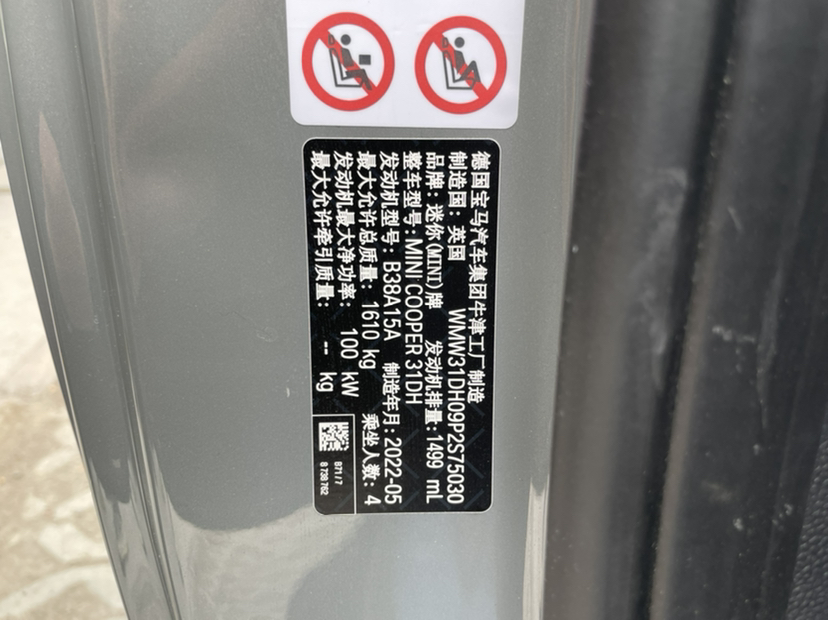 德国宝马汽车集团牛津工厂制造
制造国: 英国 WMW31DH09P2S75030
品牌: 迷你(MINI)牌 发动机排量:1499 mL
整车型号:MINI COOPER 31DH
发动机型号: B38A15A 制造年月:2022-05
最大允许总质量: 1610 kg 乘坐人数: 4
发动机最大净功率: 100 kW
最大允许牵引质量: -- kg
B71 / 7
8 738 762